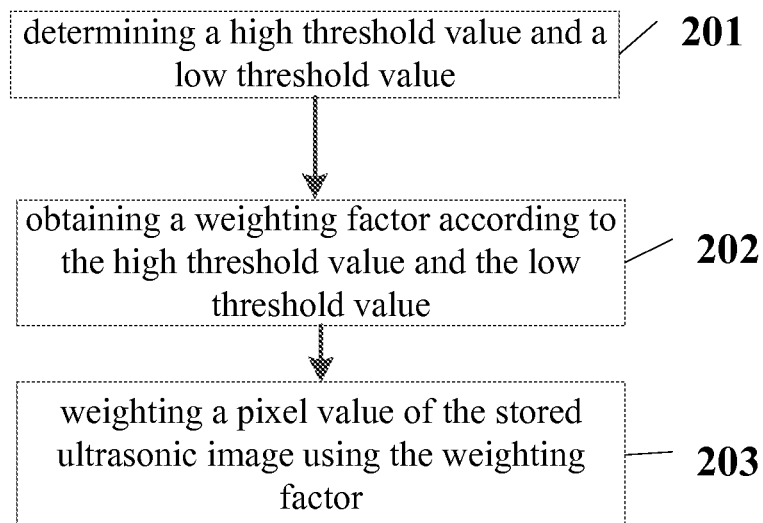 determining a high threshold value and a
low threshold value
201
obtaining a weighting factor according to
the high threshold value and the low
threshold value
202
weighting a pixel value of the stored
ultrasonic image using the weighting
factor
203